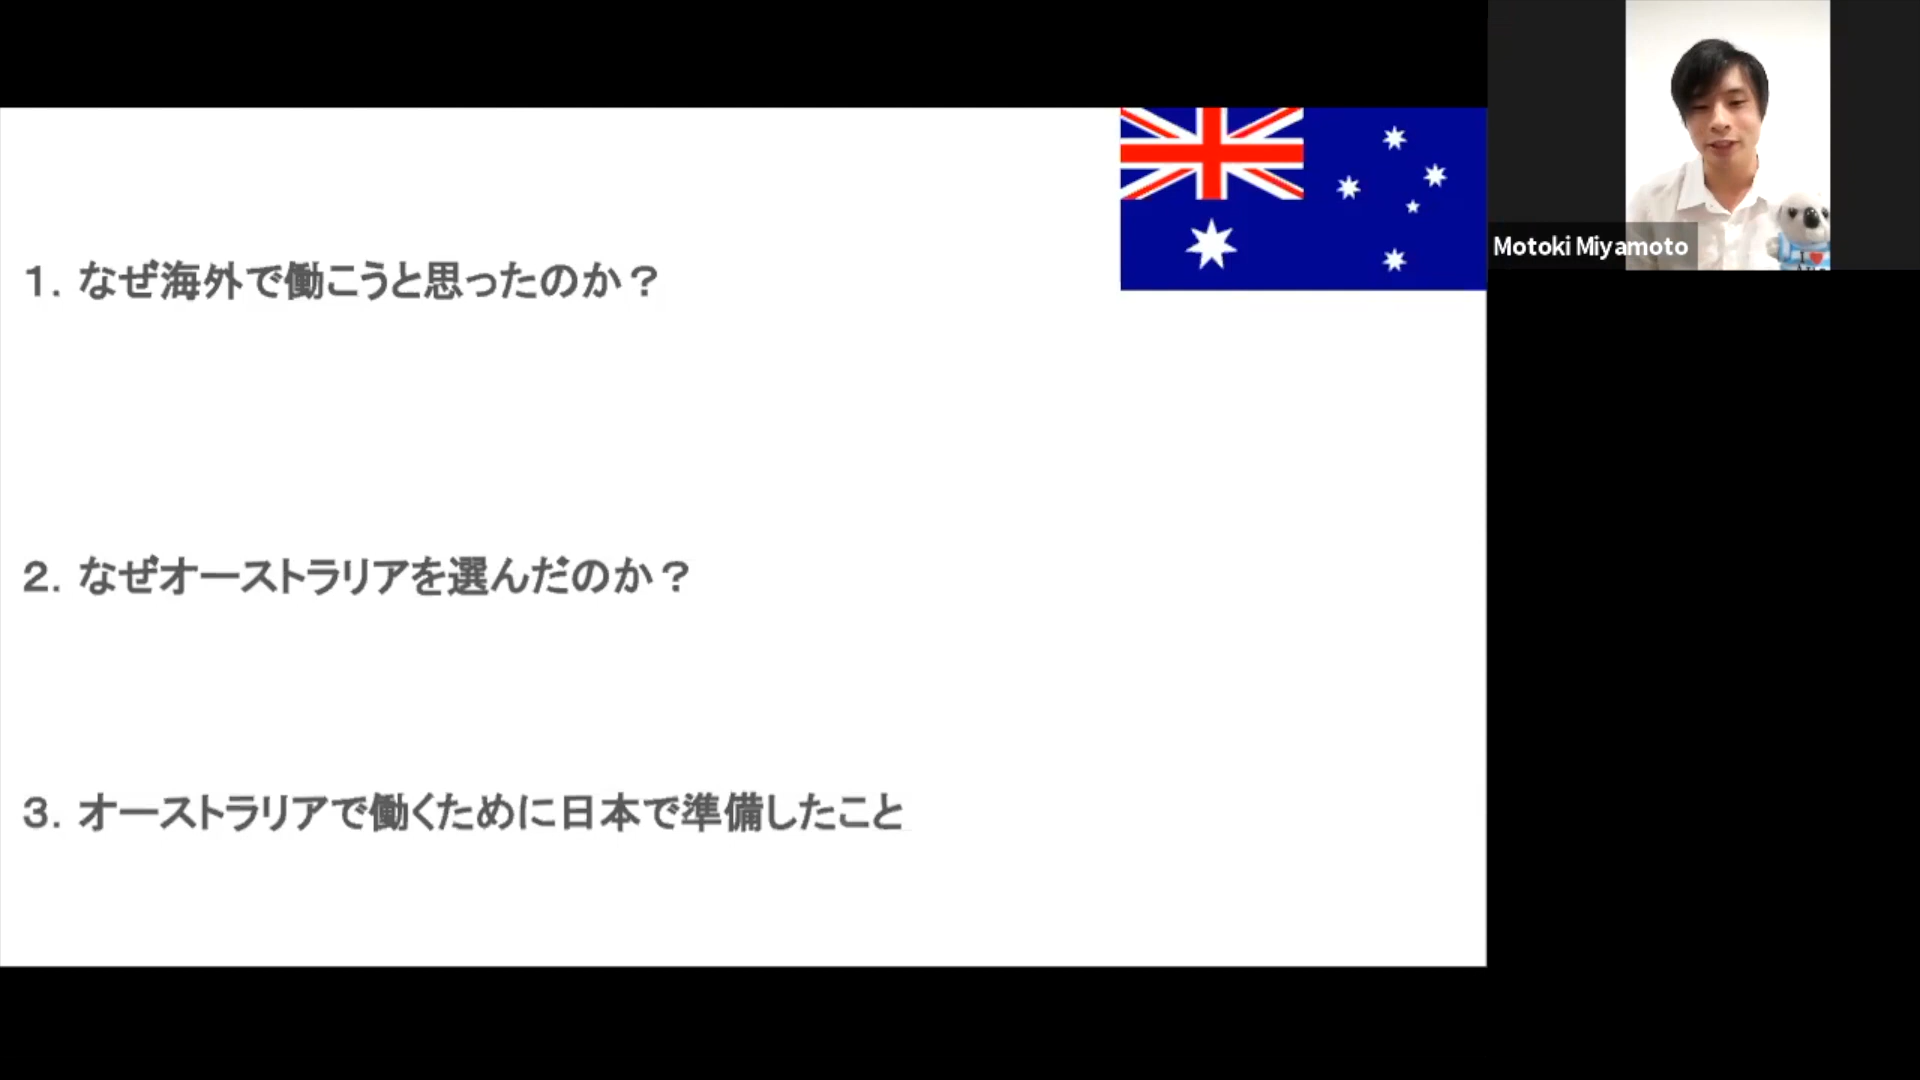 1. なぜ海外で働こうと思ったのか？
2. なぜオーストラリアを選んだのか？
3. オーストラリアで働くために日本で準備したこと
Motoki Miyamoto
I ❤